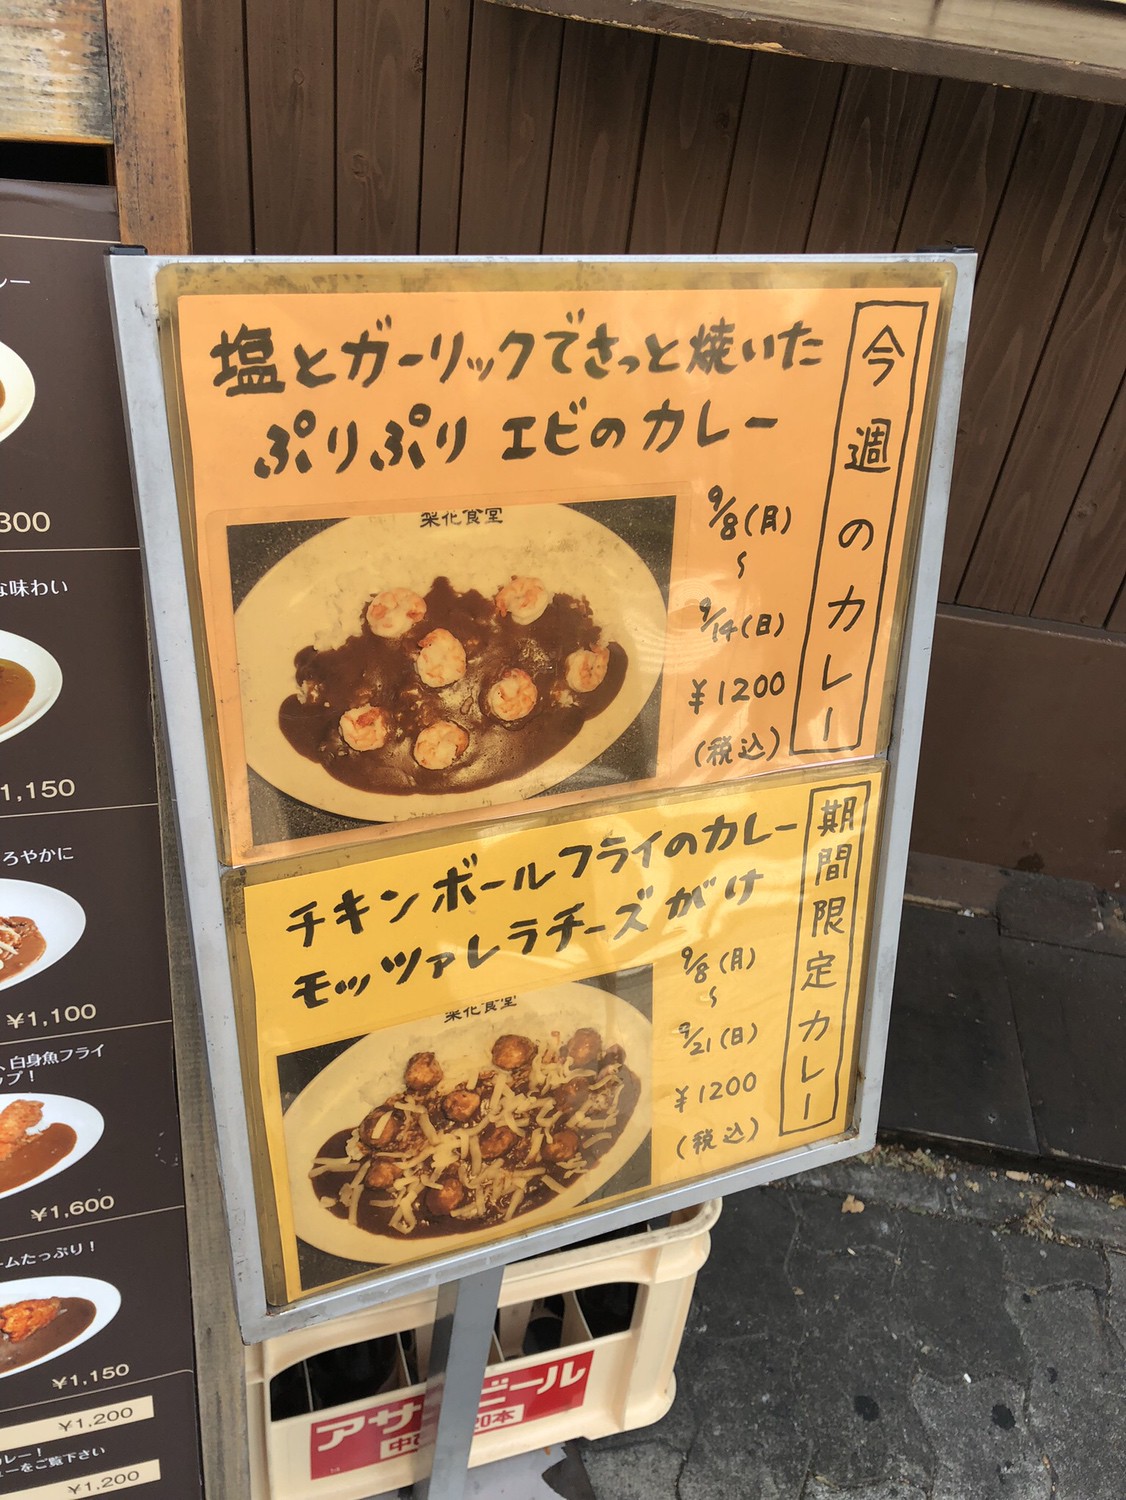 今週のカレー
塩とガーリックでさっと焼いた
ぷりぷりエビのカレー
9/8(月)
〜
9/14(日)
¥1200
(税込)
期間限定カレー
チキンボールフライのカレー
モッツァレラチーズがけ
9/8(月)
〜
9/21(日)
¥1200
(税込)
化食堂
化食堂
ー
300
な味わい
1,150
ろやかに
¥1,100
、白身魚フライ
ップ！
¥1,600
ームたっぷり！
¥1,150
¥1,200
カレー！
ューをご覧下さい
¥1,200
アサ ビール
中 20本